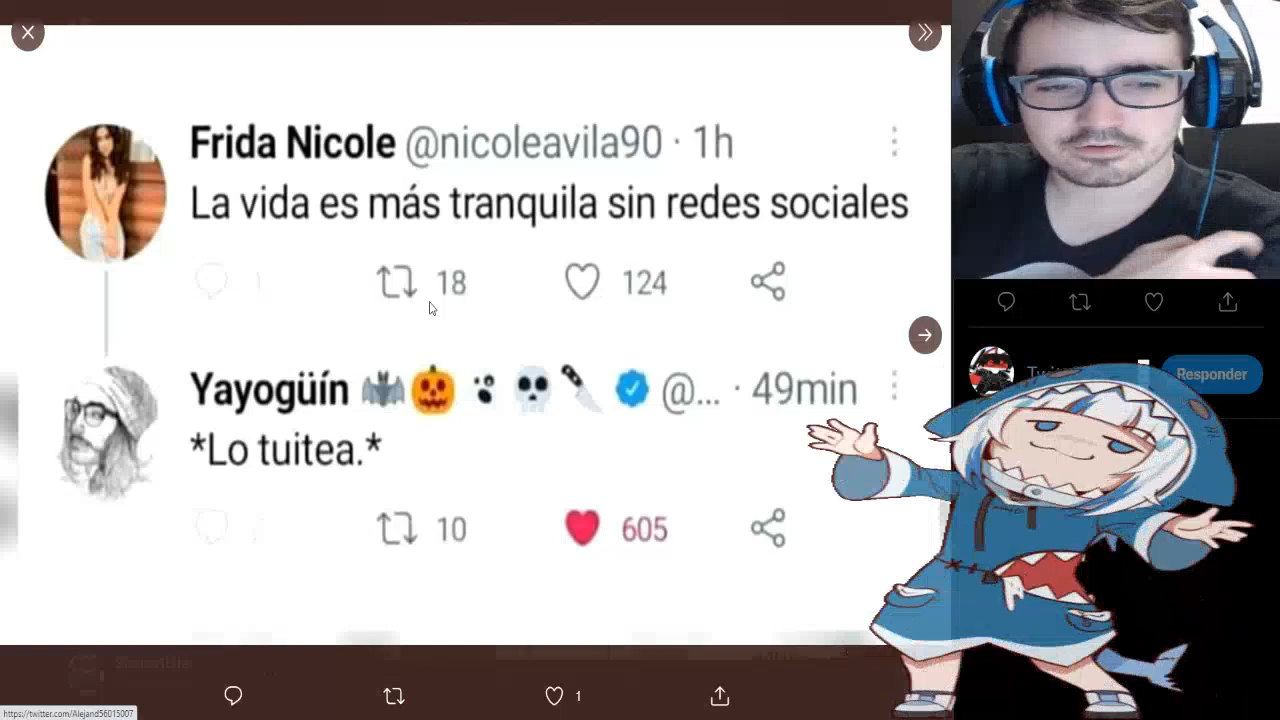 Frida Nicole @nicoleavila90 · 1h
La vida es más tranquila sin redes sociales
18 124
Yayogüín 🦇🎃 💀🔪 @... · 49min
*Lo tuitea.*
10 605
Responder
1
https://twitter.com/Alejand56015007